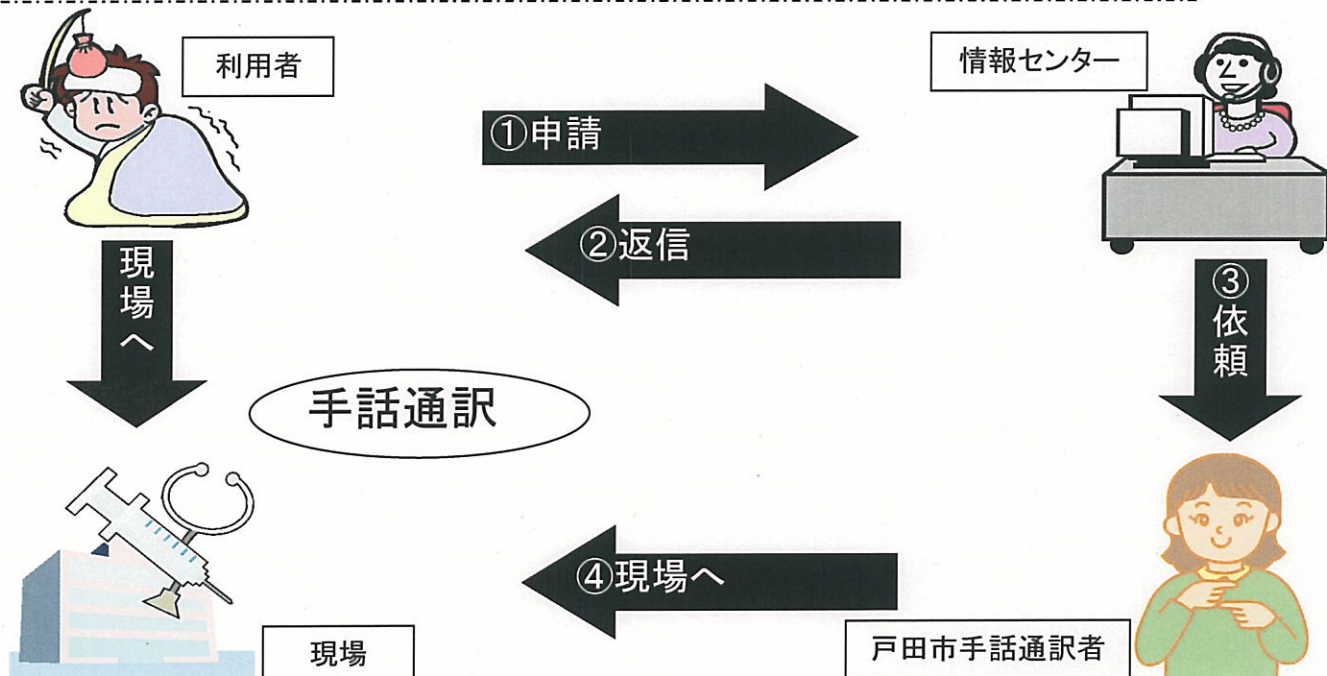 利用者
情報センター
①申請
②返信
現場へ
③依頼
手話通訳
④現場へ
現場
戸田市手話通訳者